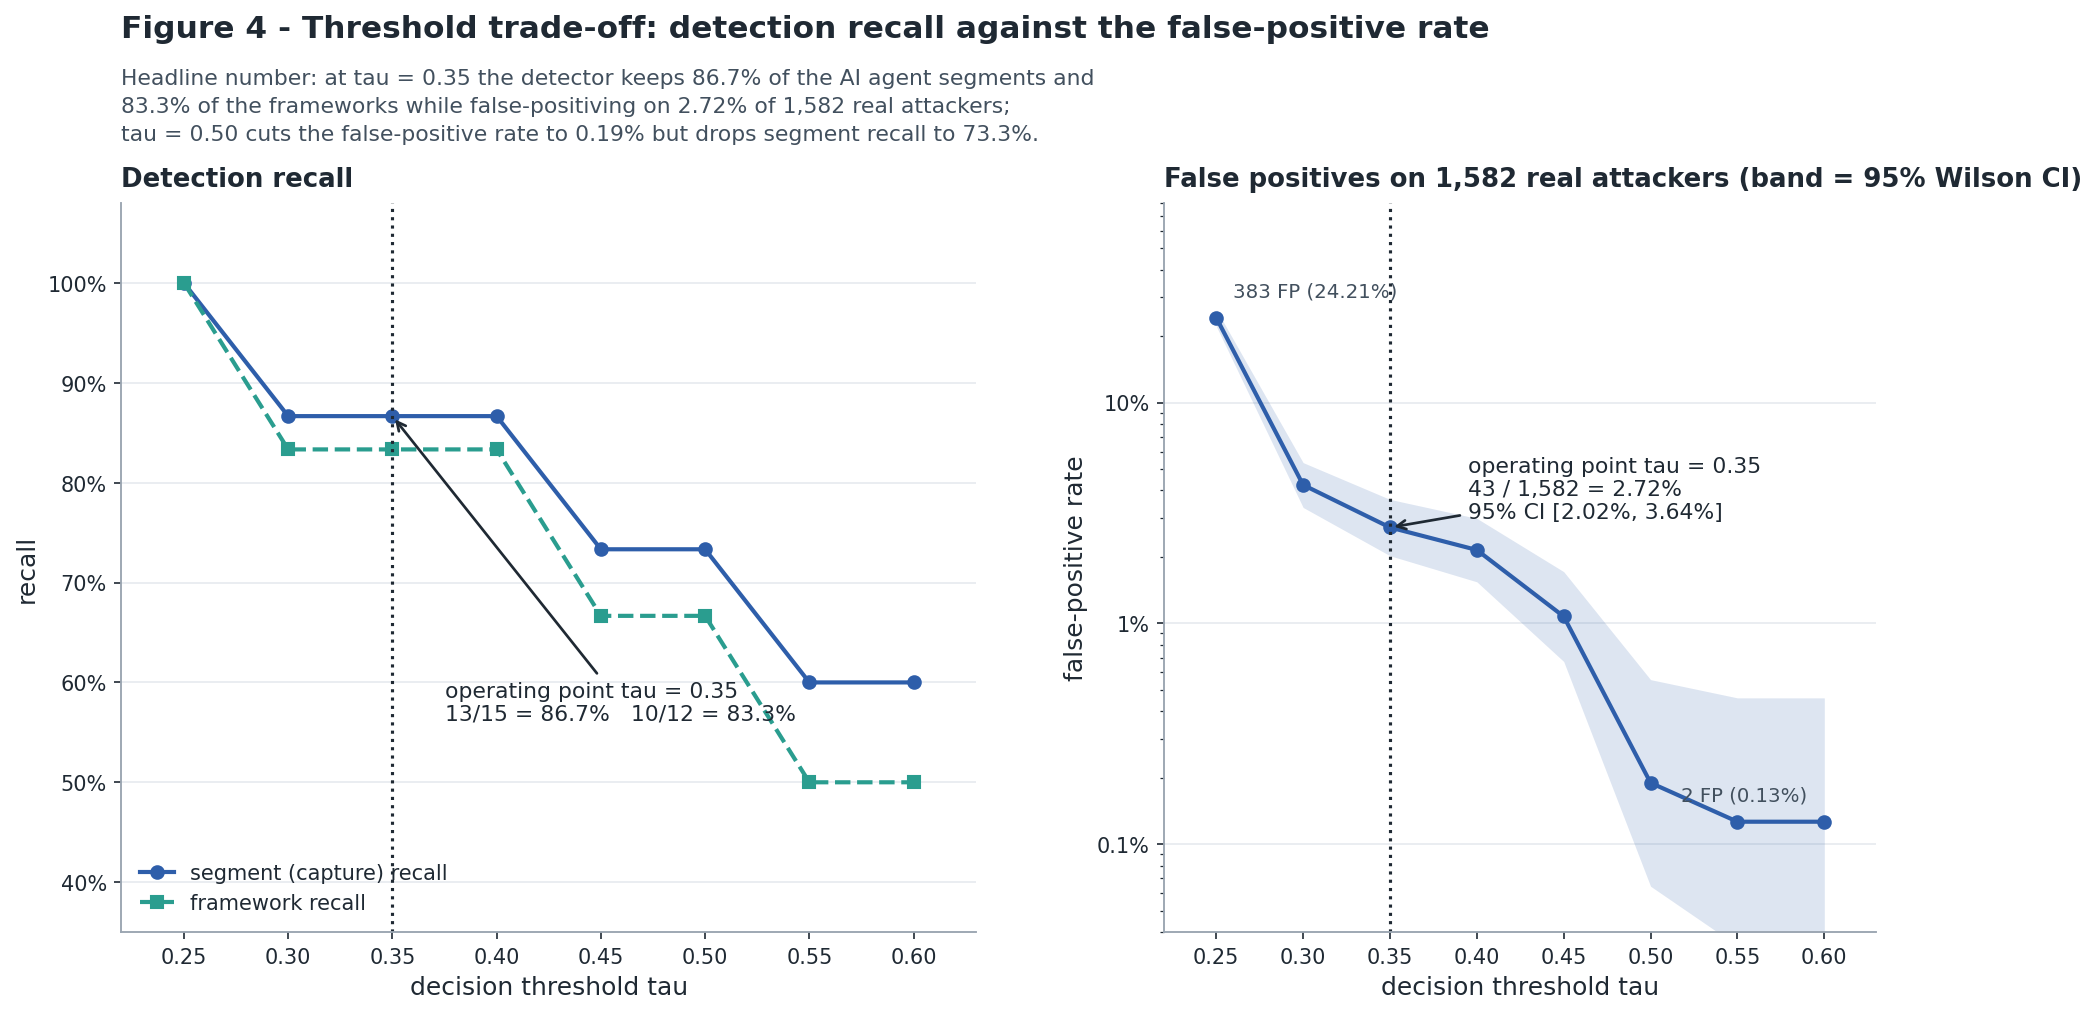 Figure 4 - Threshold trade-off: detection recall against the false-positive rate
Headline number: at tau = 0.35 the detector keeps 86.7% of the AI agent segments and
83.3% of the frameworks while false-positiving on 2.72% of 1,582 real attackers;
tau = 0.50 cuts the false-positive rate to 0.19% but drops segment recall to 73.3%.
Detection recall
recall
100%
90%
80%
70%
60%
50%
40%
operating point tau = 0.35
13/15 = 86.7%   10/12 = 83.3%
segment (capture) recall
framework recall
0.25
0.30
0.35
0.40
0.45
0.50
0.55
0.60
decision threshold tau
False positives on 1,582 real attackers (band = 95% Wilson CI)
false-positive rate
10%
1%
0.1%
383 FP (24.21%)
operating point tau = 0.35
43 / 1,582 = 2.72%
95% CI [2.02%, 3.64%]
2 FP (0.13%)
0.25
0.30
0.35
0.40
0.45
0.50
0.55
0.60
decision threshold tau